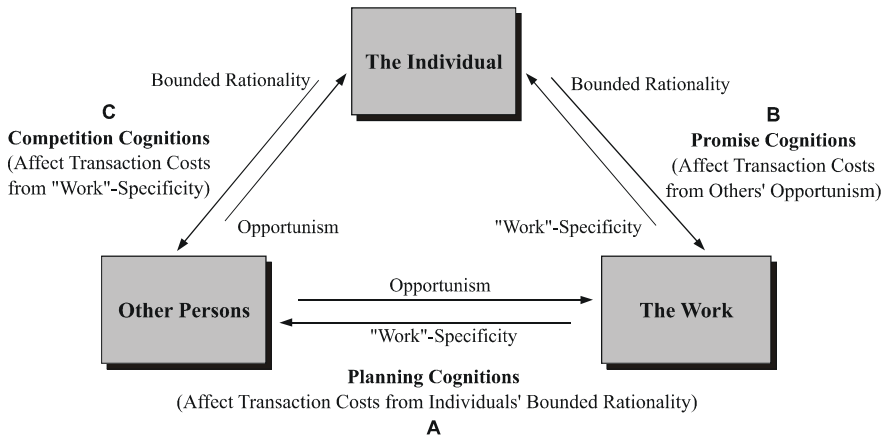 The Individual
Bounded Rationality
Bounded Rationality
C
Competition Cognitions
(Affect Transaction Costs
from "Work"-Specificity)
B
Promise Cognitions
(Affect Transaction Costs
from Others' Opportunism)
Opportunism
"Work"-Specificity
Other Persons
Opportunism
"Work"-Specificity
The Work
Planning Cognitions
(Affect Transaction Costs from Individuals' Bounded Rationality)
A